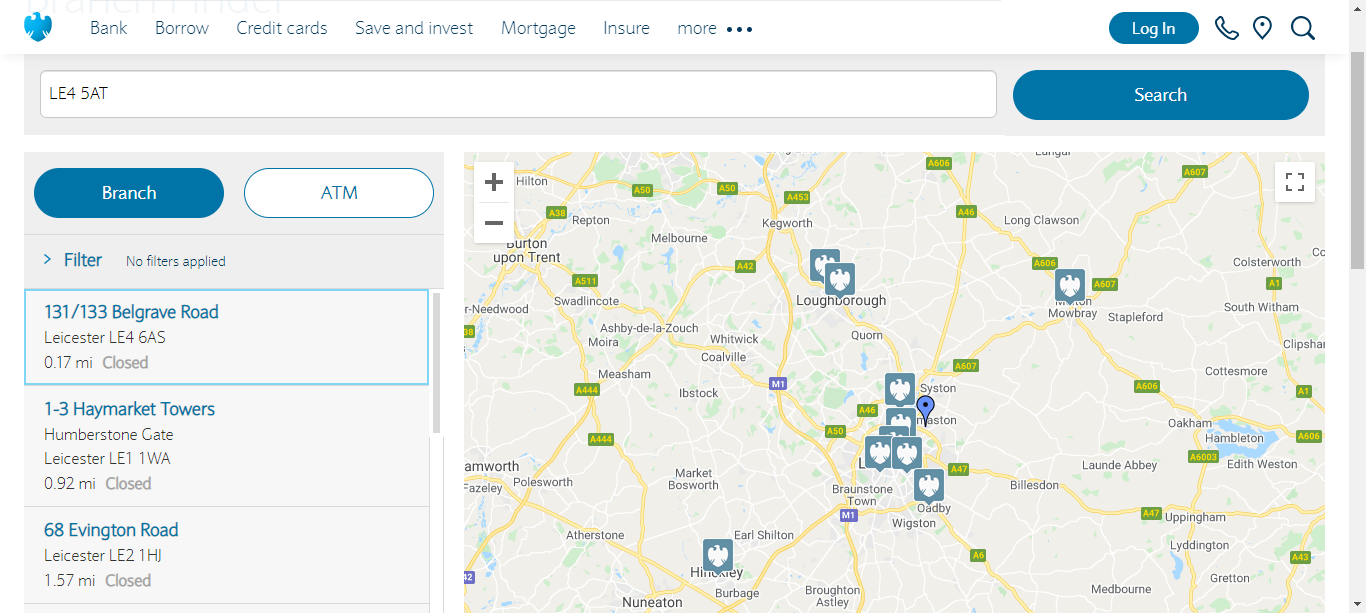 Branch Finder
Bank Borrow Credit cards Save and invest Mortgage Insure more ••• Log In
LE4 5AT
Search
Branch ATM
> Filter No filters applied
131/133 Belgrave Road
Leicester LE4 6AS
0.17 mi Closed
1-3 Haymarket Towers
Humberstone Gate
Leicester LE1 1WA
0.92 mi Closed
68 Evington Road
Leicester LE2 1HJ
1.57 mi Closed
+
−
Hilton
A50
A50
A453
A606
A607
A38
Repton
Kegworth
A46
Long Clawson
Melbourne
Burton
upon Trent
A42
A511
A606
A607
Colsterworth
A1
Swadlincote
Loughborough
Mowbray
Stapleford
South Witham
er-Needwood
38
Ashby-de-la-Zouch
Moira
Whitwick
Coalville
Quorn
Clipsha
Measham
M1
A607
Cottesmore
A444
Ibstock
Syston
A606
A1
A46
maston
Oakham
A50
Hambleton
A606
A444
A6003
Edith Weston
amworth
Fazeley
Polesworth
Market
Bosworth
L
A47
Launde Abbey
Braunstone
Town
Billesdon
M1
Oadby
Wigston
A47
Uppingham
Atherstone
Earl Shilton
A6
Lyddington
A43
Hinckley
42
Gretton
Burbage
Nuneaton
Broughton
Astley
Medbourne